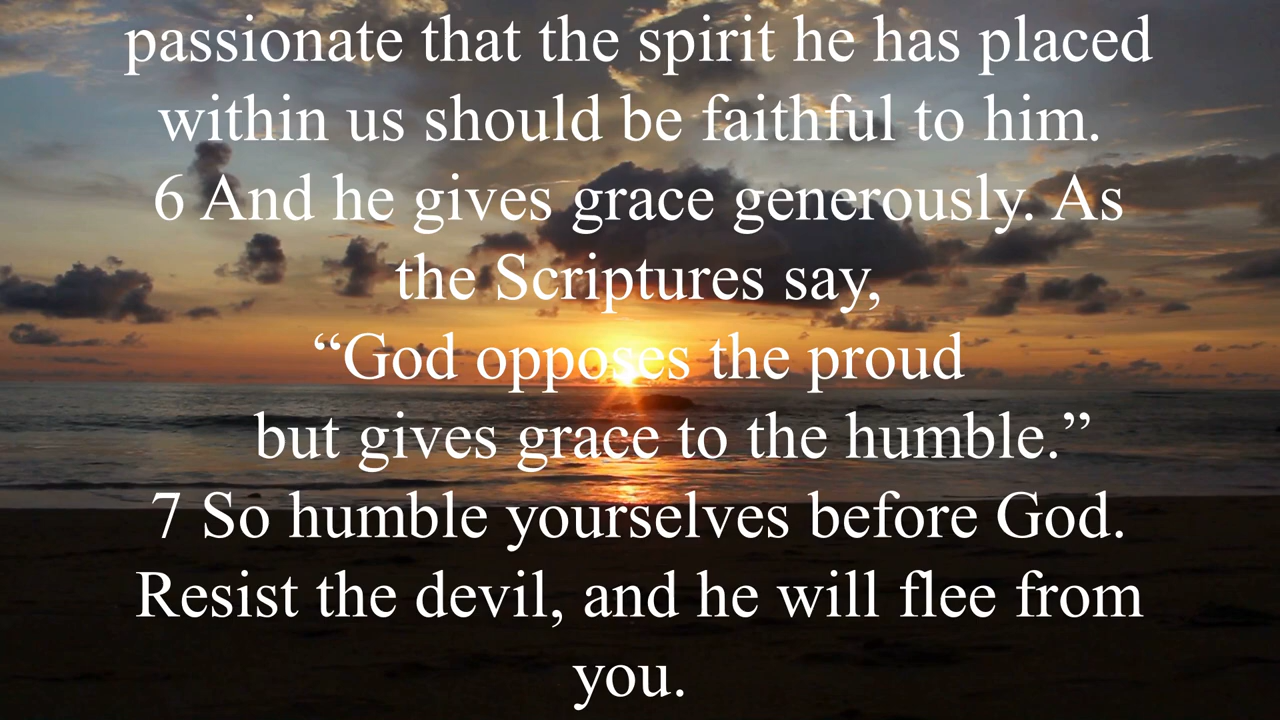 passionate that the spirit he has placed
within us should be faithful to him.
6 And he gives grace generously. As
the Scriptures say,
“God opposes the proud
but gives grace to the humble.”
7 So humble yourselves before God.
Resist the devil, and he will flee from
you.